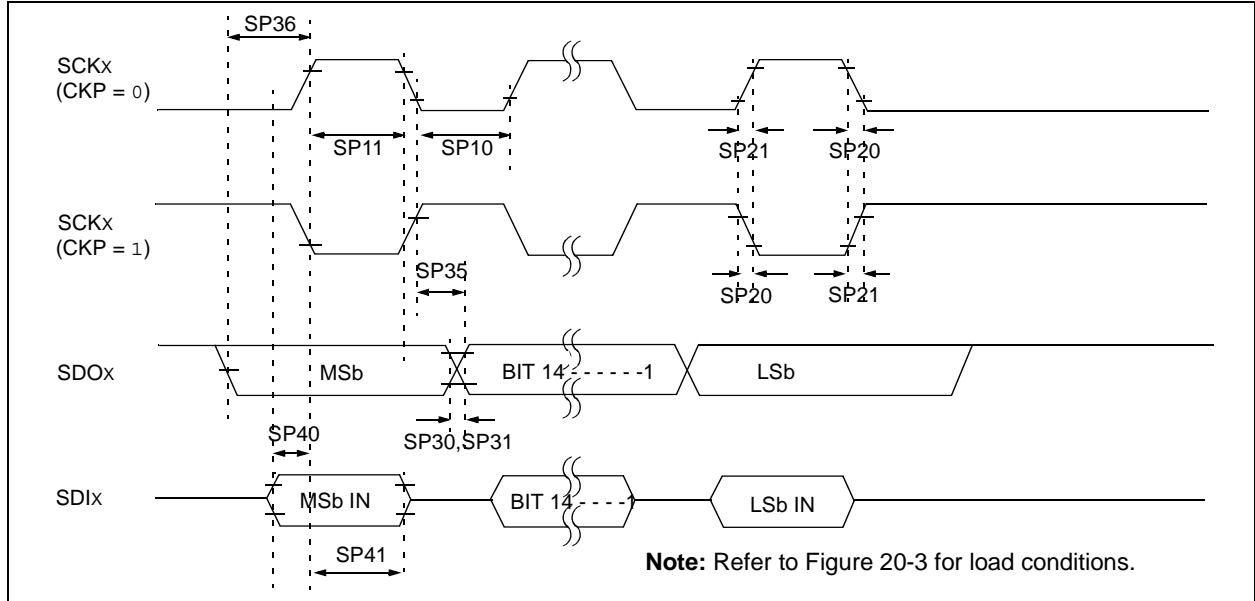 SP36
SCKx
(CKP = 0)
SP11
SP10
SP21
SP20
SCKx
(CKP = 1)
SP35
SP20
SP21
SDOx
MSb
BIT 14 - - - - - -1
LSb
SP40
SP30,SP31
SDIx
MSb IN
BIT 14 - - - -1
LSb IN
SP41
Note: Refer to Figure 20-3 for load conditions.